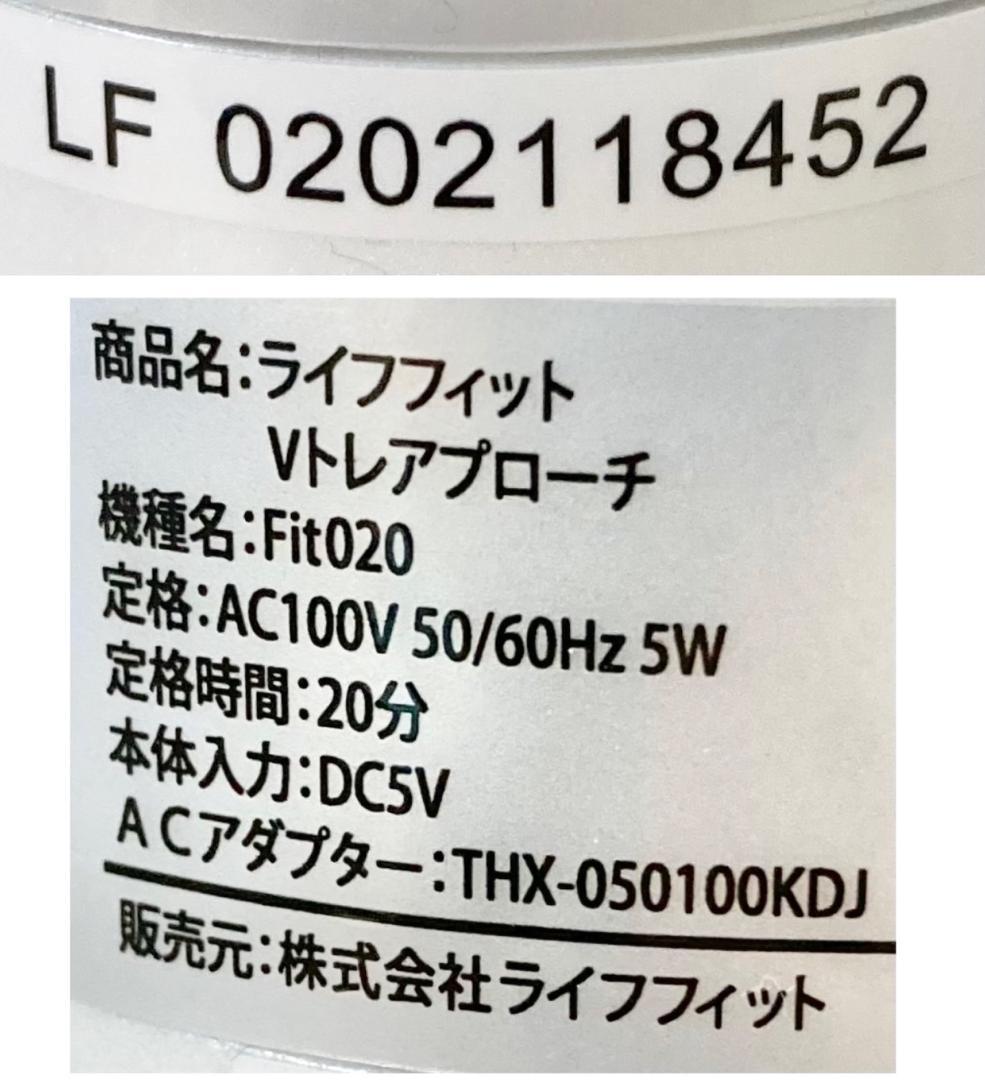 LF 0202118452
商品名:ライフフィット
Vトレアプローチ
機種名:Fit020
定格:AC100V 50/60Hz 5W
定格時間:20分
本体入力:DC5V
ACアダプター:THX-050100KDJ
販売元:株式会社ライフフィット